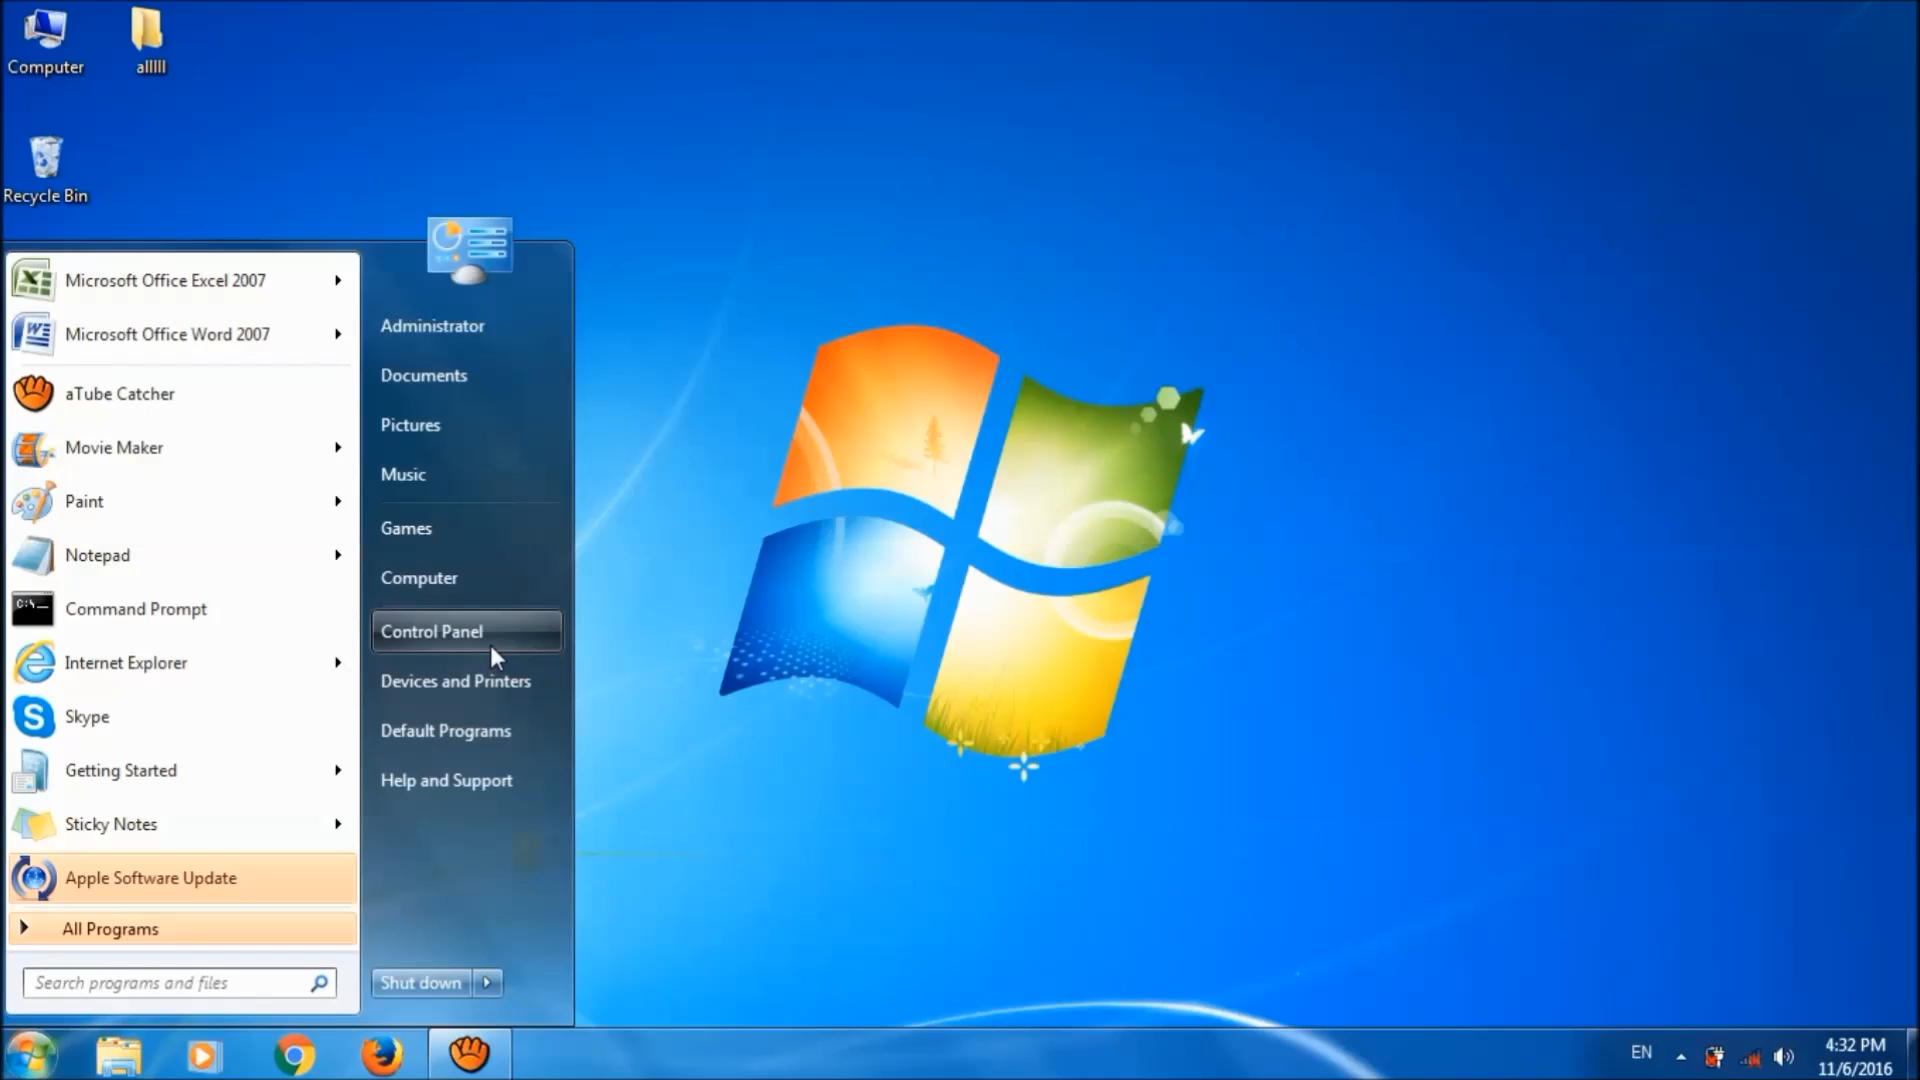 Computer
alllll
Recycle Bin
Microsoft Office Excel 2007
Microsoft Office Word 2007
aTube Catcher
Movie Maker
Paint
Notepad
C:\_
Command Prompt
Internet Explorer
Skype
Getting Started
Sticky Notes
Apple Software Update
All Programs
Search programs and files
Administrator
Documents
Pictures
Music
Games
Computer
Control Panel
Devices and Printers
Default Programs
Help and Support
Shut down
EN
4:32 PM
11/6/2016